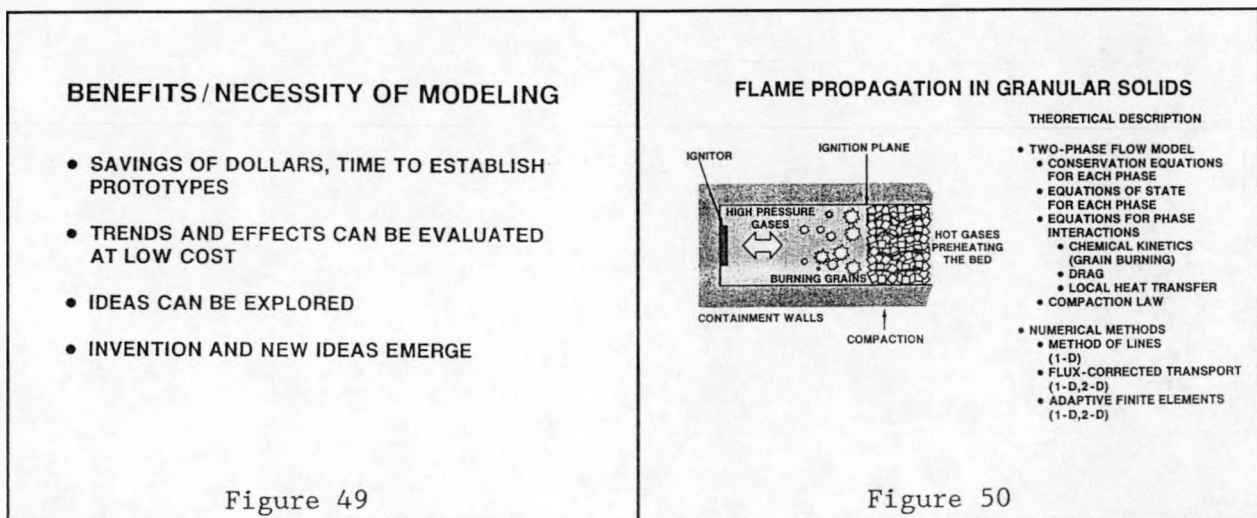 BENEFITS/NECESSITY OF MODELING
• SAVINGS OF DOLLARS, TIME TO ESTABLISH
PROTOTYPES
• TRENDS AND EFFECTS CAN BE EVALUATED
AT LOW COST
• IDEAS CAN BE EXPLORED
• INVENTION AND NEW IDEAS EMERGE
Figure 49
FLAME PROPAGATION IN GRANULAR SOLIDS
IGNITOR
IGNITION PLANE
HIGH PRESSURE
GASES
BURNING GRAINS
HOT GASES
PREHEATING
THE BED
CONTAINMENT WALLS
COMPACTION
THEORETICAL DESCRIPTION
• TWO-PHASE FLOW MODEL
• CONSERVATION EQUATIONS
FOR EACH PHASE
• EQUATIONS OF STATE
FOR EACH PHASE
• EQUATIONS FOR PHASE
INTERACTIONS
• CHEMICAL KINETICS
(GRAIN BURNING)
• DRAG
• LOCAL HEAT TRANSFER
• COMPACTION LAW
• NUMERICAL METHODS
• METHOD OF LINES
(1-D)
• FLUX-CORRECTED TRANSPORT
(1-D,2-D)
• ADAPTIVE FINITE ELEMENTS
(1-D,2-D)
Figure 50